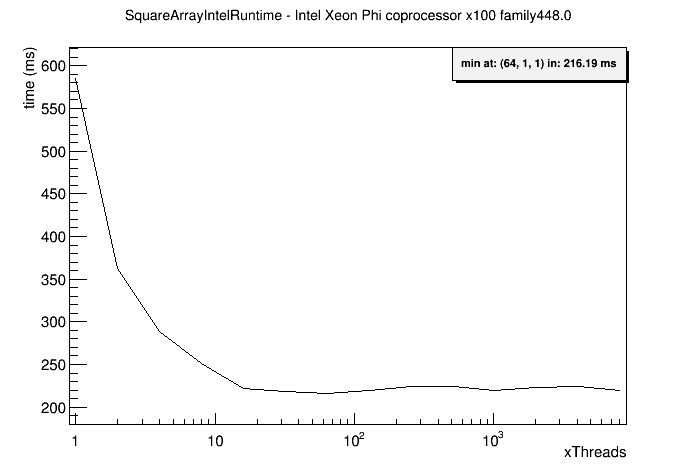 SquareArrayIntelRuntime - Intel Xeon Phi coprocessor x100 family448.0
time (ms)
min at: (64, 1, 1) in: 216.19 ms
600
550
500
450
400
350
300
250
200
1 10 10² 10³
xThreads